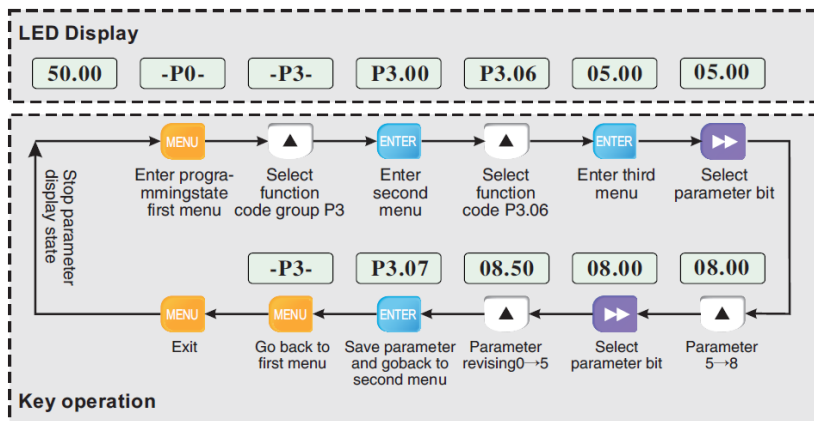 LED Display
50.00 -P0- -P3- P3.00 P3.06 05.00 05.00
MENU ENTER ENTER
Enter progra-
mmingstate
first menu
Select
function
code group P3
Enter
second
menu
Select
function
code P3.06
Enter third
menu
Select
parameter bit
Stop parameter
display state
-P3- P3.07 08.50 08.00 08.00
MENU MENU ENTER
Exit
Go back to
first menu
Save parameter
and goback to
second menu
Parameter
revising0→5
Select
parameter bit
Parameter
5→8
Key operation